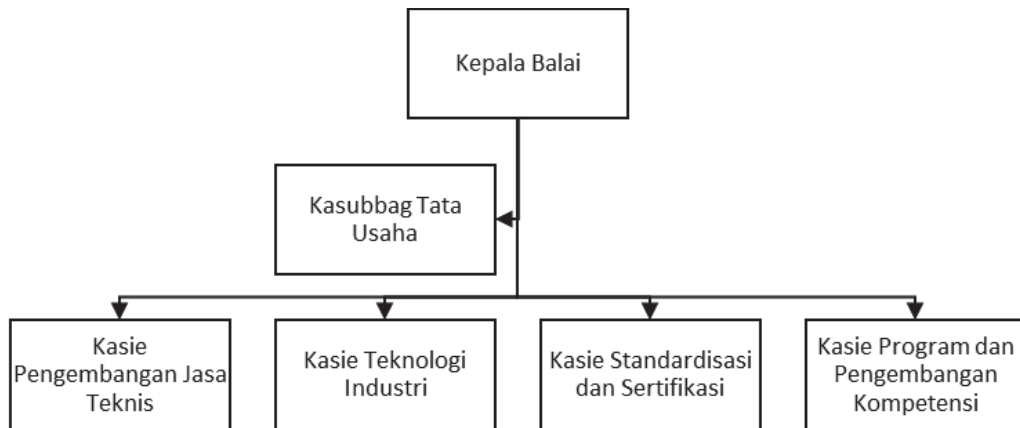 Kepala Balai
Kasubbag Tata
Usaha
Kasie
Pengembangan Jasa
Teknis
Kasie Teknologi
Industri
Kasie Standardisasi
dan Sertifikasi
Kasie Program dan
Pengembangan
Kompetensi